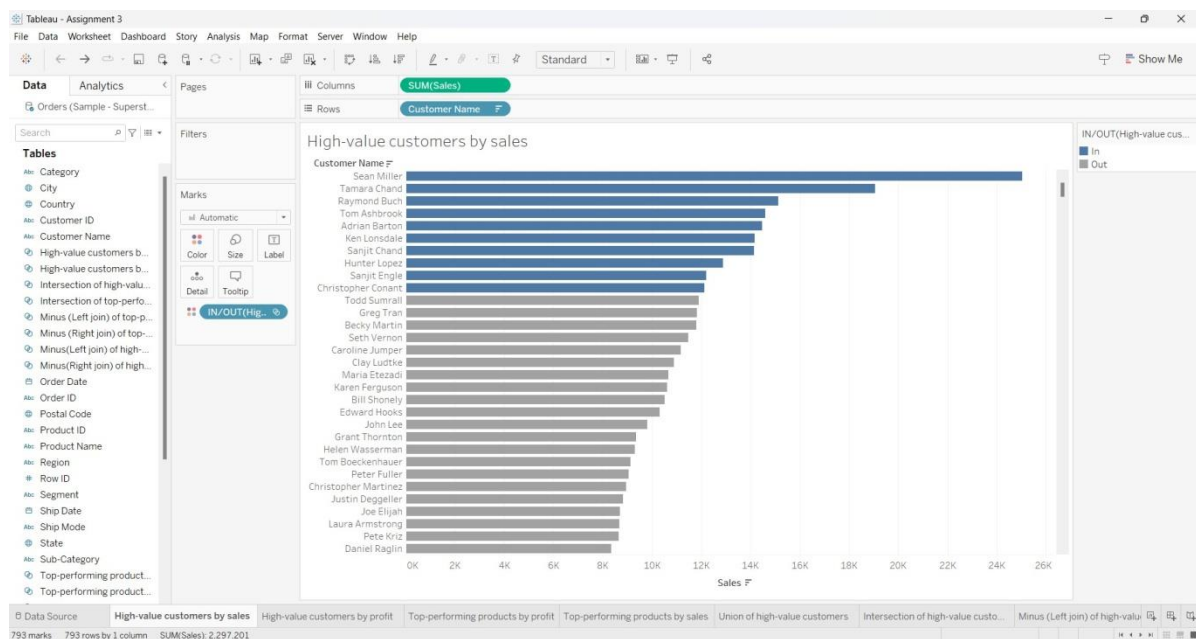 Tableau - Assignment 3
File Data Worksheet Dashboard Story Analysis Map Format Server Window Help
Standard
Show Me
Data Analytics
Pages
Columns SUM(Sales)
Orders (Sample - Superst...
Rows Customer Name
Search
Filters
High-value customers by sales
IN/OUT(High-value cus...
In
Out
Tables
Abc Category
City
Country
Abc Customer ID
Abc Customer Name
High-value customers b...
High-value customers b...
Intersection of high-valu...
Intersection of top-perfo...
Minus (Left join) of top-p...
Minus (Right join) of top-...
Minus(Left join) of high-...
Minus(Right join) of high...
Order Date
Abc Order ID
Postal Code
Abc Product ID
Abc Product Name
Abc Region
# Row ID
Abc Segment
Ship Date
Abc Ship Mode
State
Abc Sub-Category
Top-performing product...
Top-performing product...
Marks
Automatic
Color Size Label
Detail Tooltip
IN/OUT(Hig..
Customer Name
Sean Miller
Tamara Chand
Raymond Buch
Tom Ashbrook
Adrian Barton
Ken Lonsdale
Sanjit Chand
Hunter Lopez
Sanjit Engle
Christopher Conant
Todd Sumrall
Greg Tran
Becky Martin
Seth Vernon
Caroline Jumper
Clay Ludtke
Maria Etezadi
Karen Ferguson
Bill Shonely
Edward Hooks
John Lee
Grant Thornton
Helen Wasserman
Tom Boeckenhauer
Peter Fuller
Christopher Martinez
Justin Deggeller
Joe Elijah
Laura Armstrong
Pete Kriz
Daniel Raglin
0K 2K 4K 6K 8K 10K 12K 14K 16K 18K 20K 22K 24K 26K
Sales
Data Source High-value customers by sales High-value customers by profit Top-performing products by profit Top-performing products by sales Union of high-value customers Intersection of high-value custo... Minus (Left join) of high-valu
793 marks 793 rows by 1 column SUM(Sales): 2,297,201